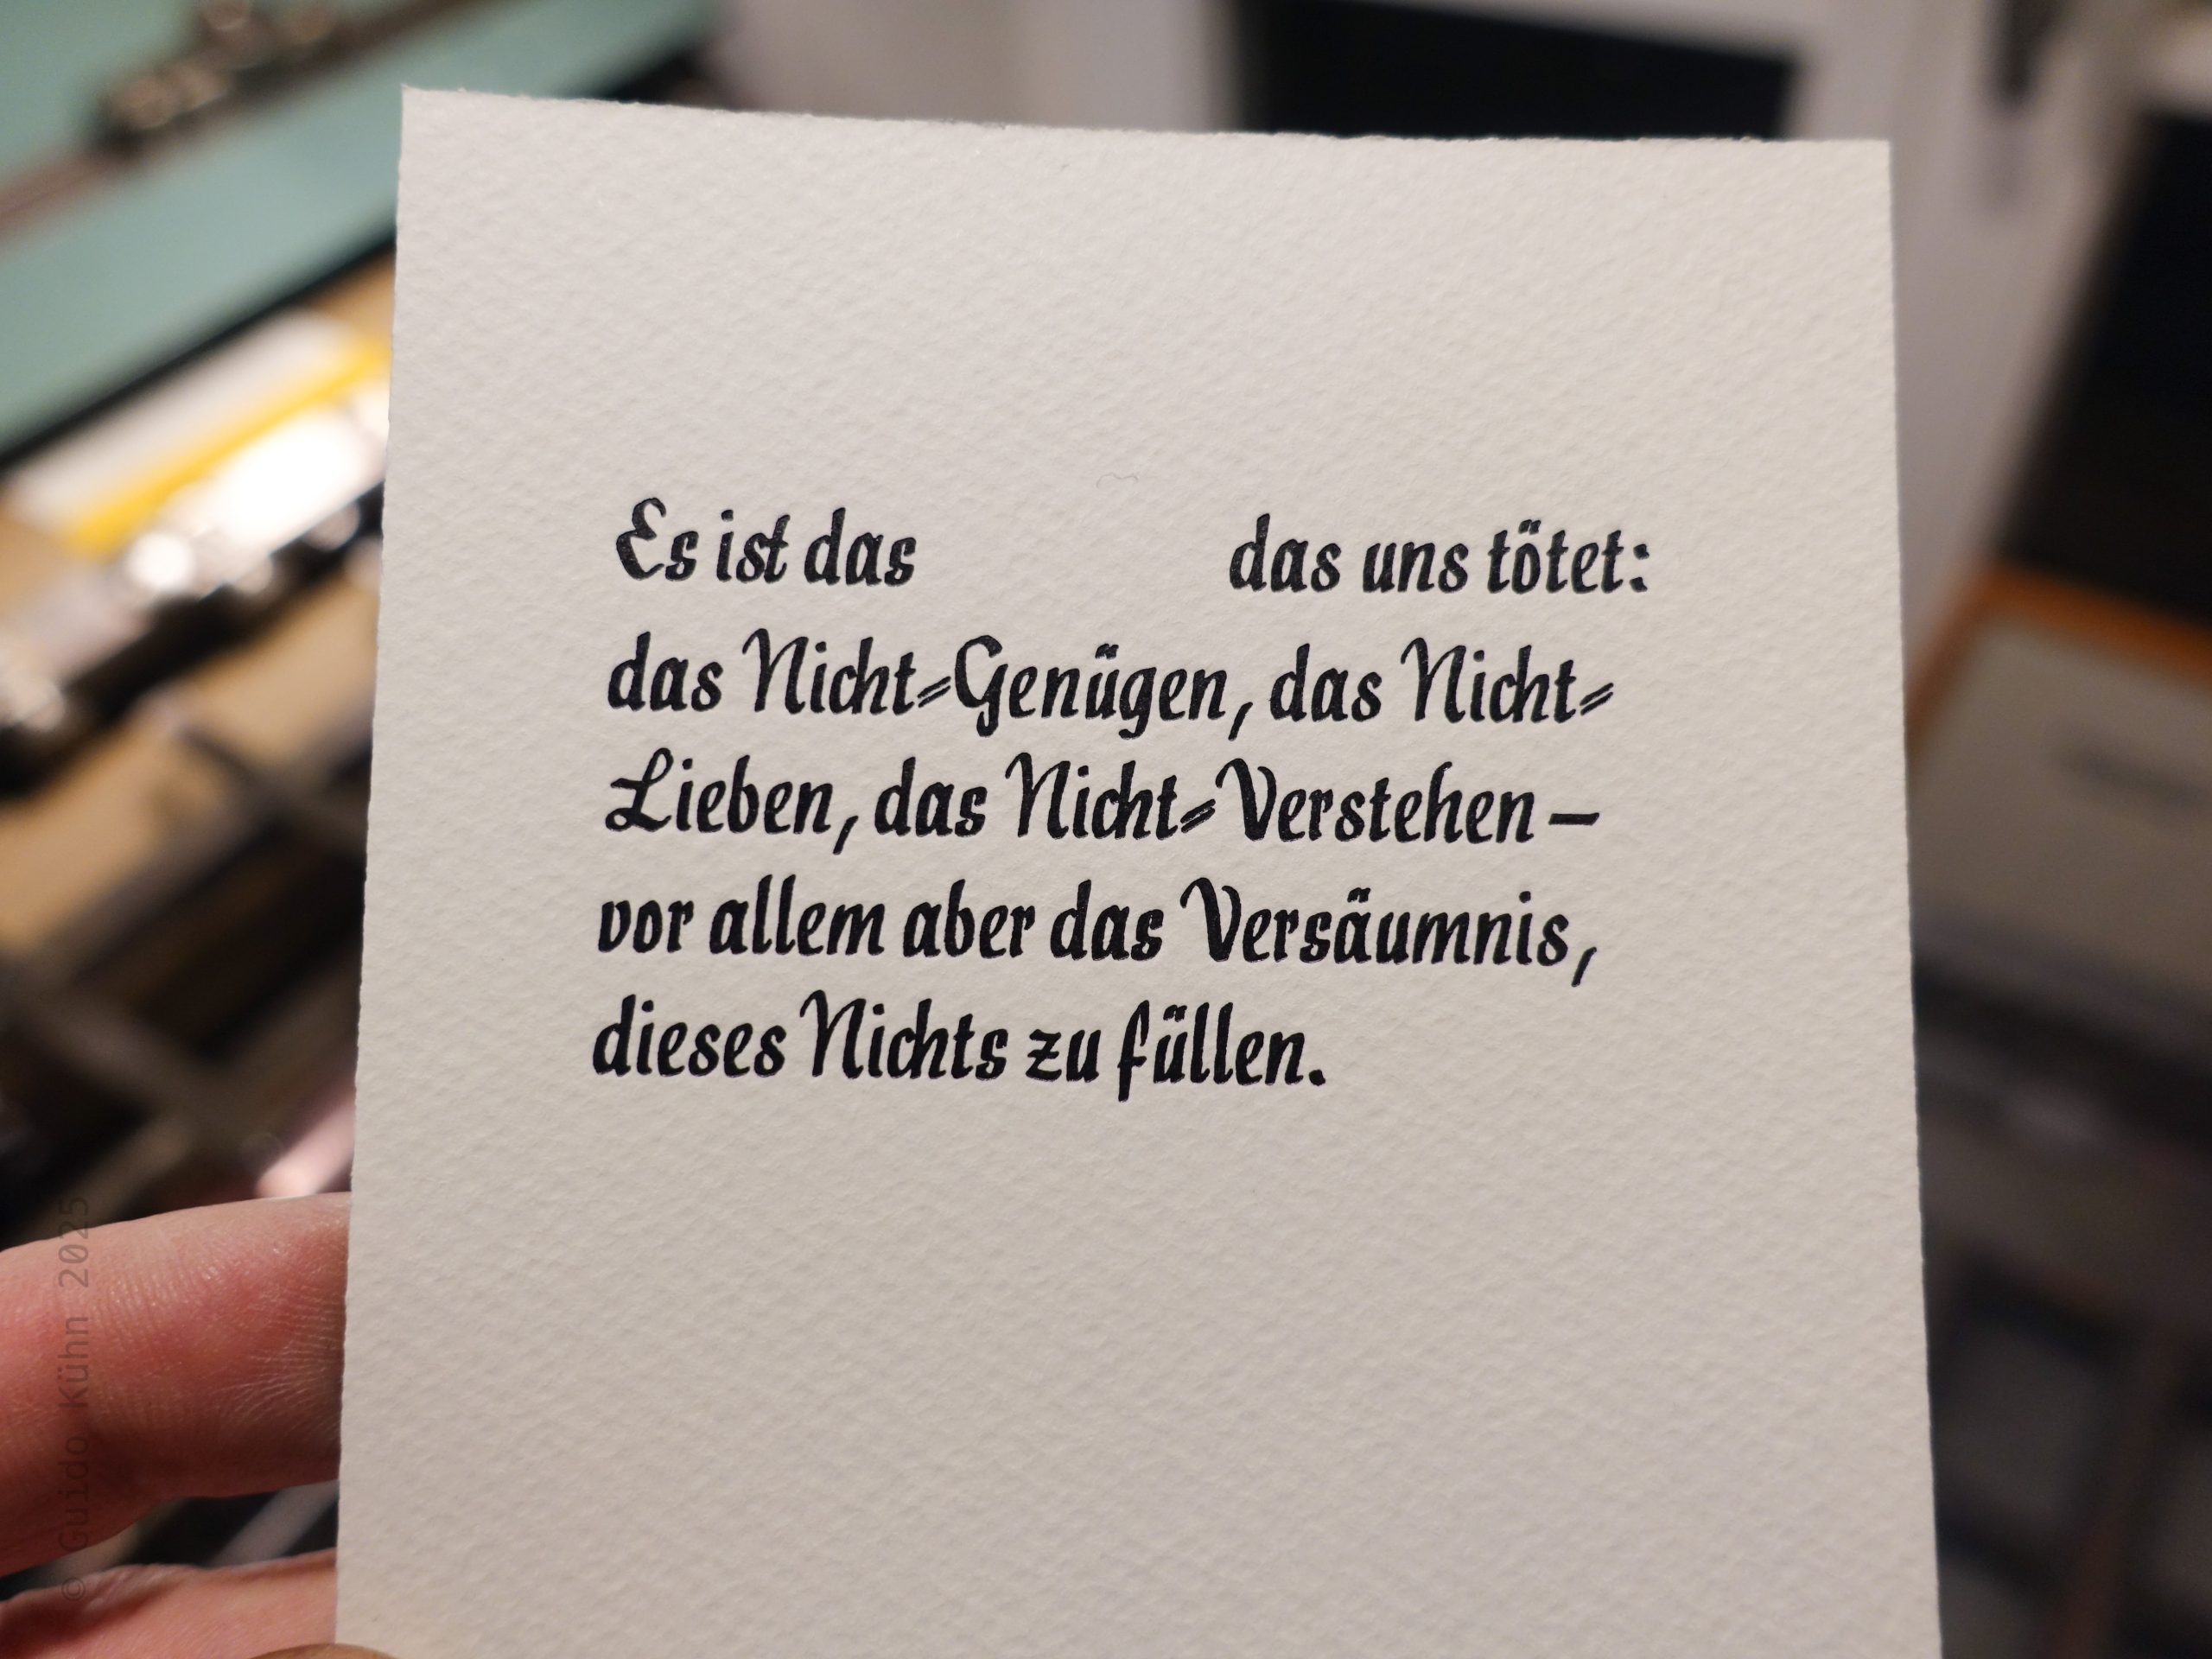 Es ist das                das uns tötet:
das Nicht-Genügen, das Nicht-
Lieben, das Nicht-Verstehen –
vor allem aber das Versäumnis,
dieses Nichts zu füllen.
© Guido Kühn 2025